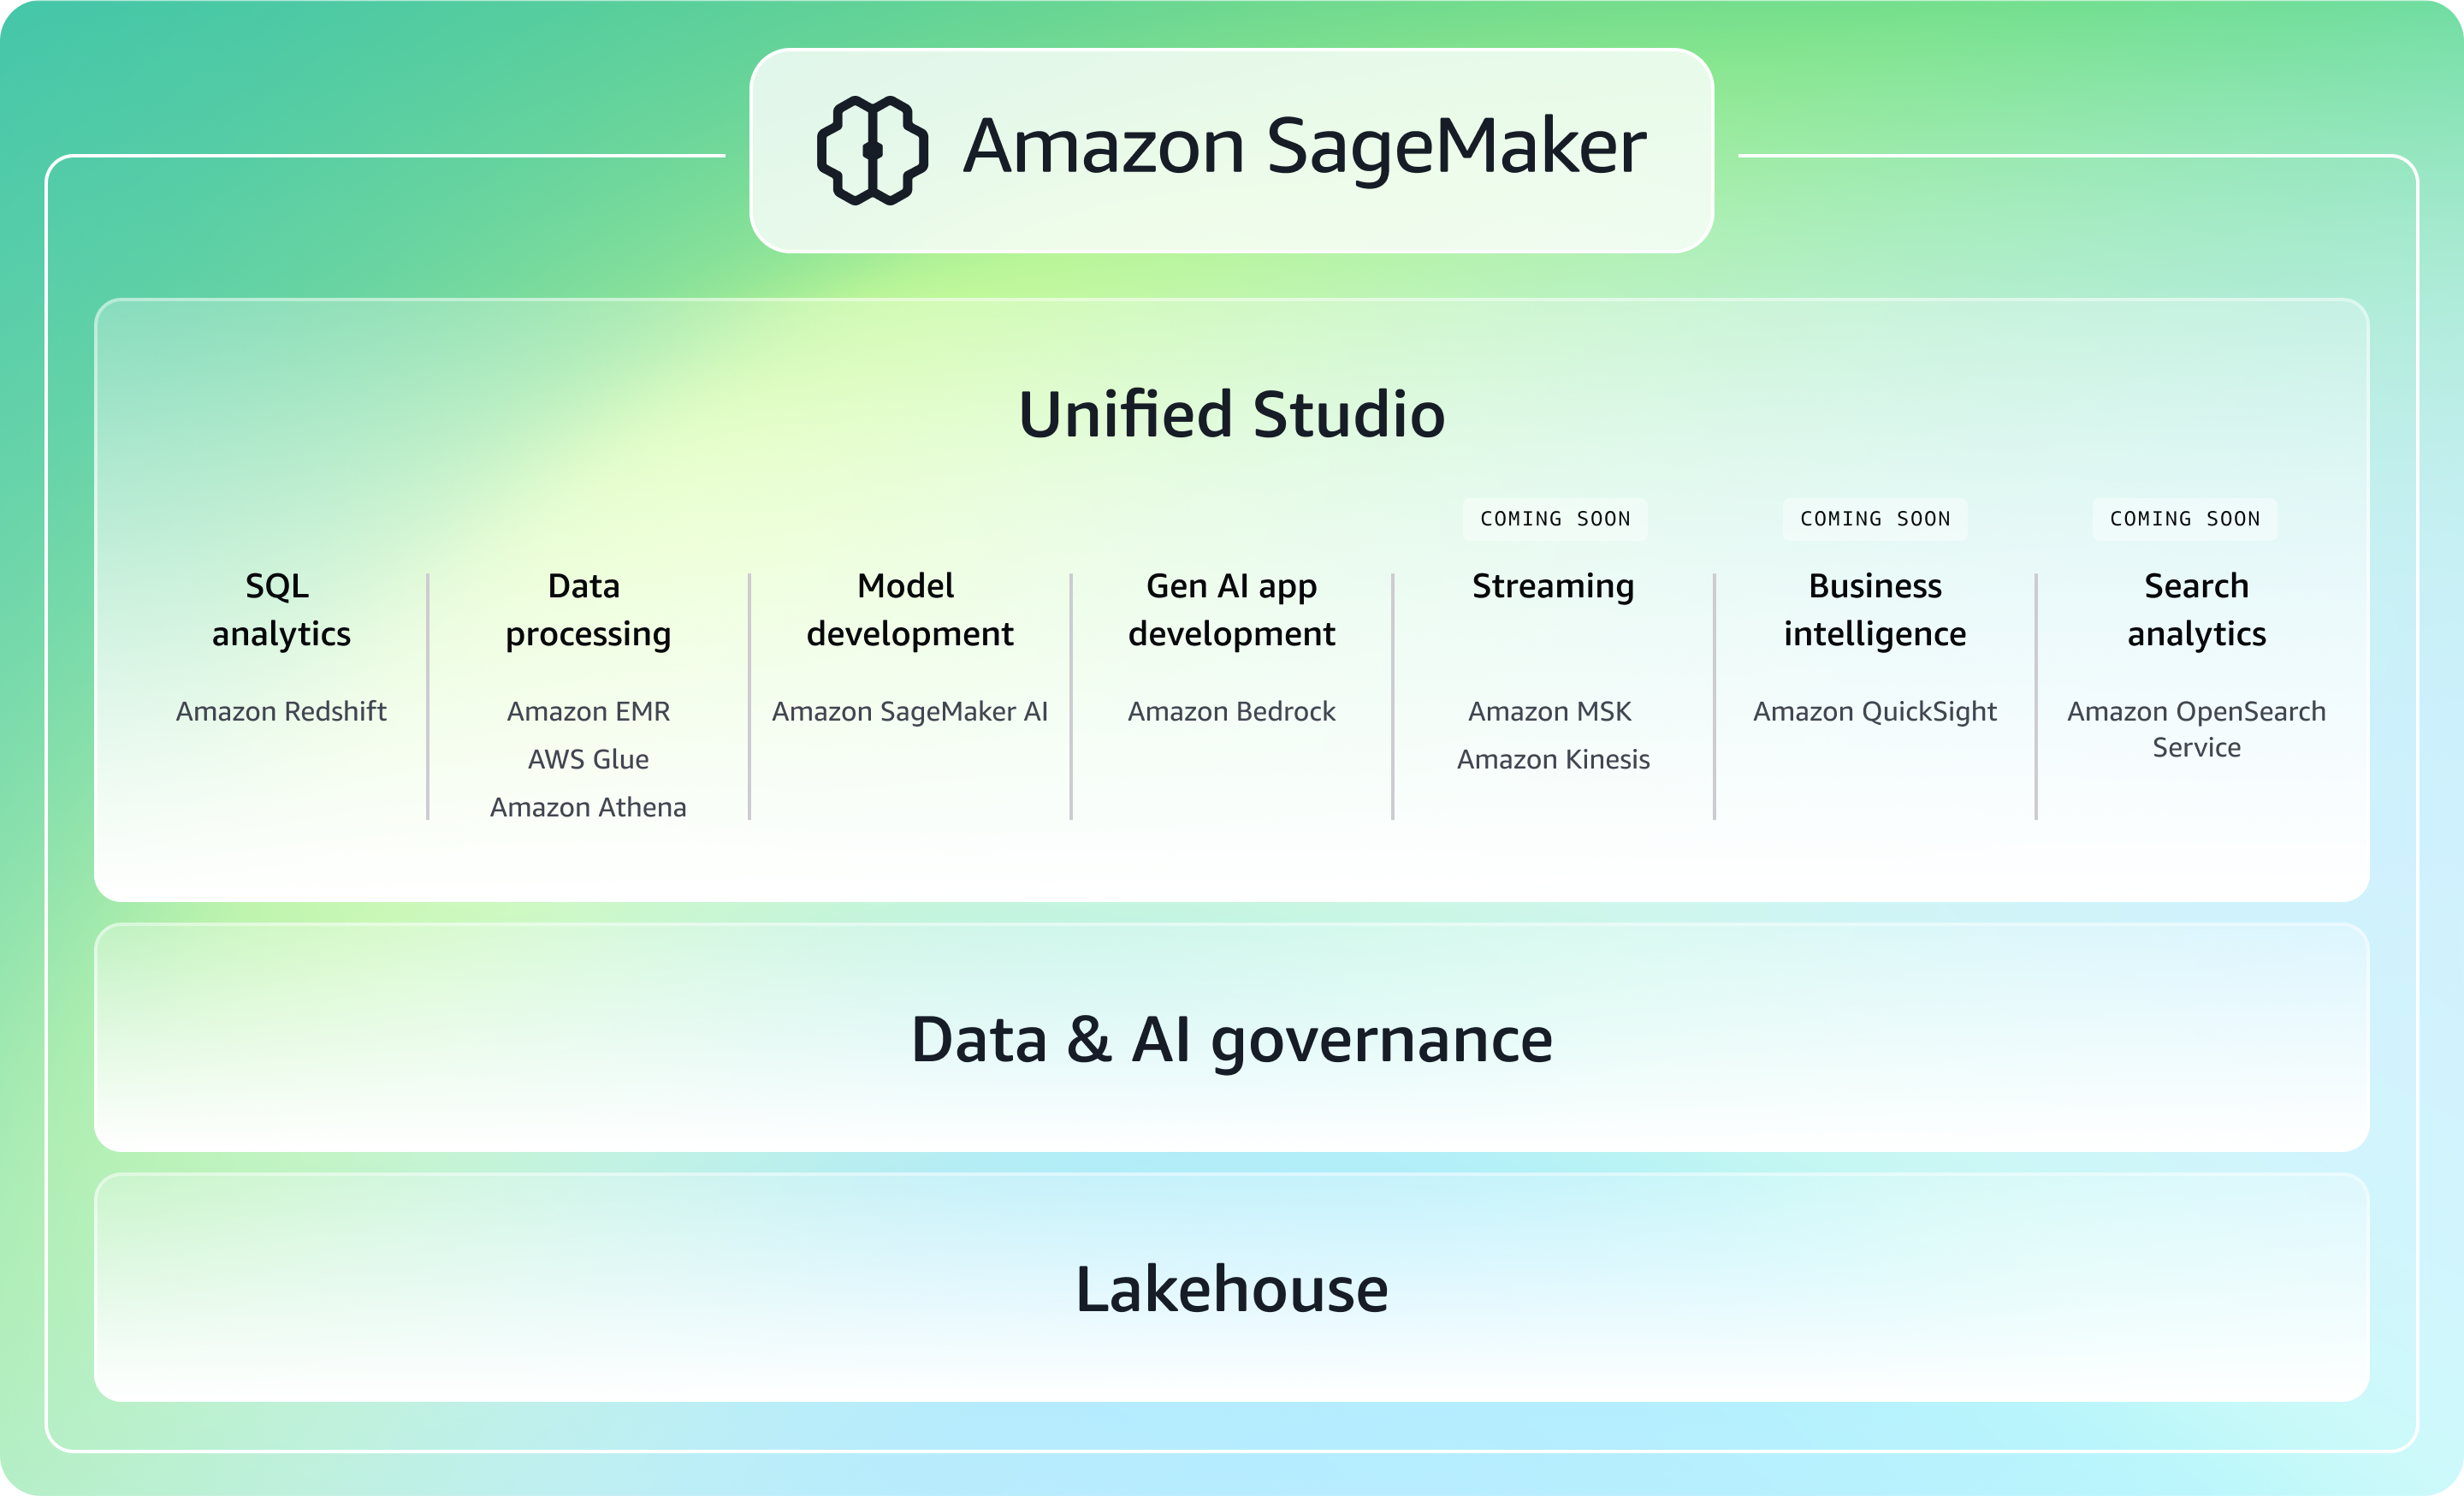 Amazon SageMaker
Unified Studio
SQL
analytics
Amazon Redshift
Data
processing
Amazon EMR
AWS Glue
Amazon Athena
Model
development
Amazon SageMaker AI
Gen AI app
development
Amazon Bedrock
COMING SOON
Streaming
Amazon MSK
Amazon Kinesis
COMING SOON
Business
intelligence
Amazon QuickSight
COMING SOON
Search
analytics
Amazon OpenSearch
Service
Data & AI governance
Lakehouse